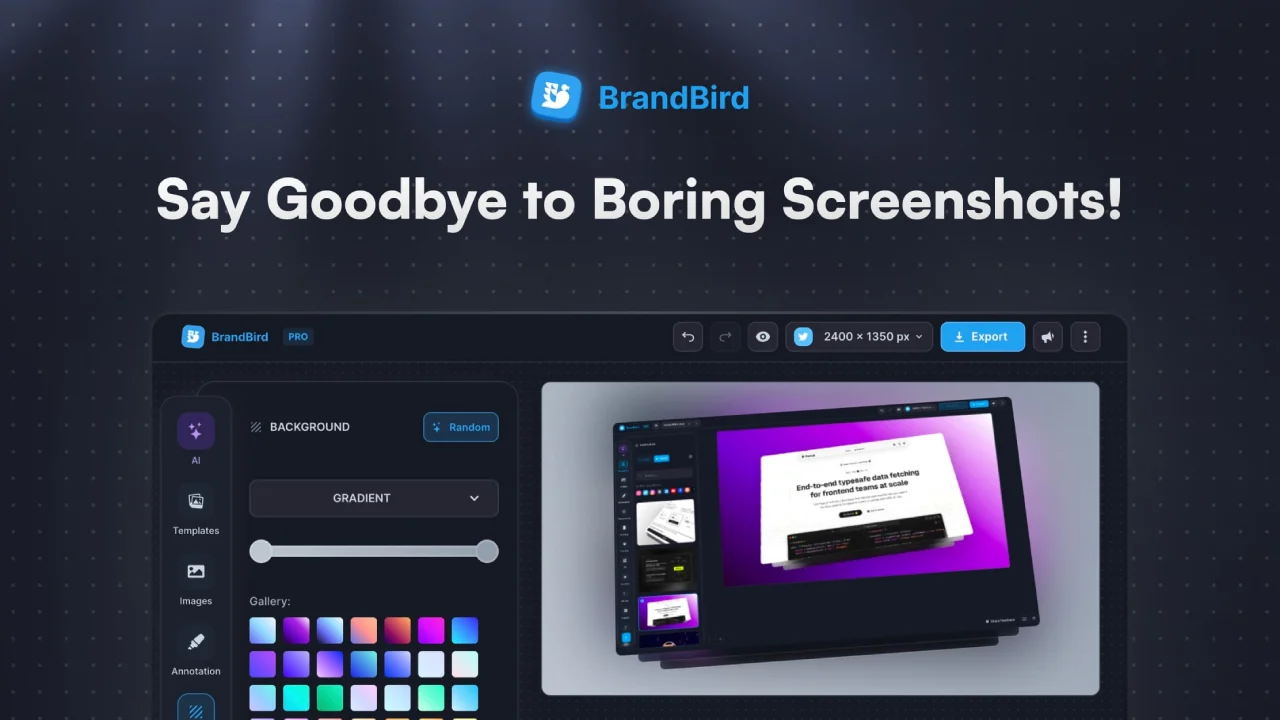 BrandBird
Say Goodbye to Boring Screenshots!
BrandBird PRO
2400 × 1350 px
Export
AI
Templates
Images
Annotation
BACKGROUND
Random
GRADIENT
Gallery:
End-to-end typesafe data fetching
for frontend teams at scale